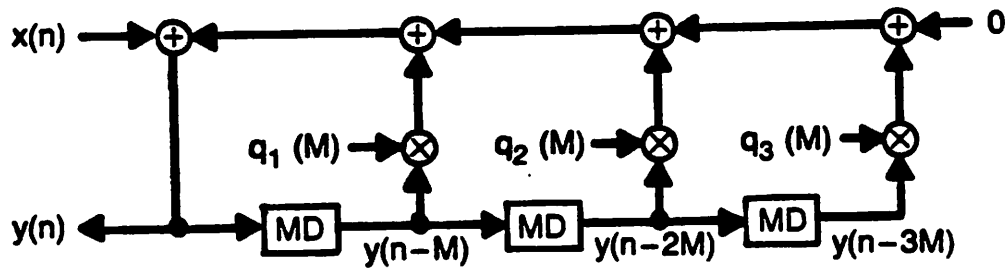 x(n)
0
q₁ (M)
q₂ (M)
q₃ (M)
y(n)
MD
y(n-M)
MD
y(n-2M)
MD
y(n-3M)